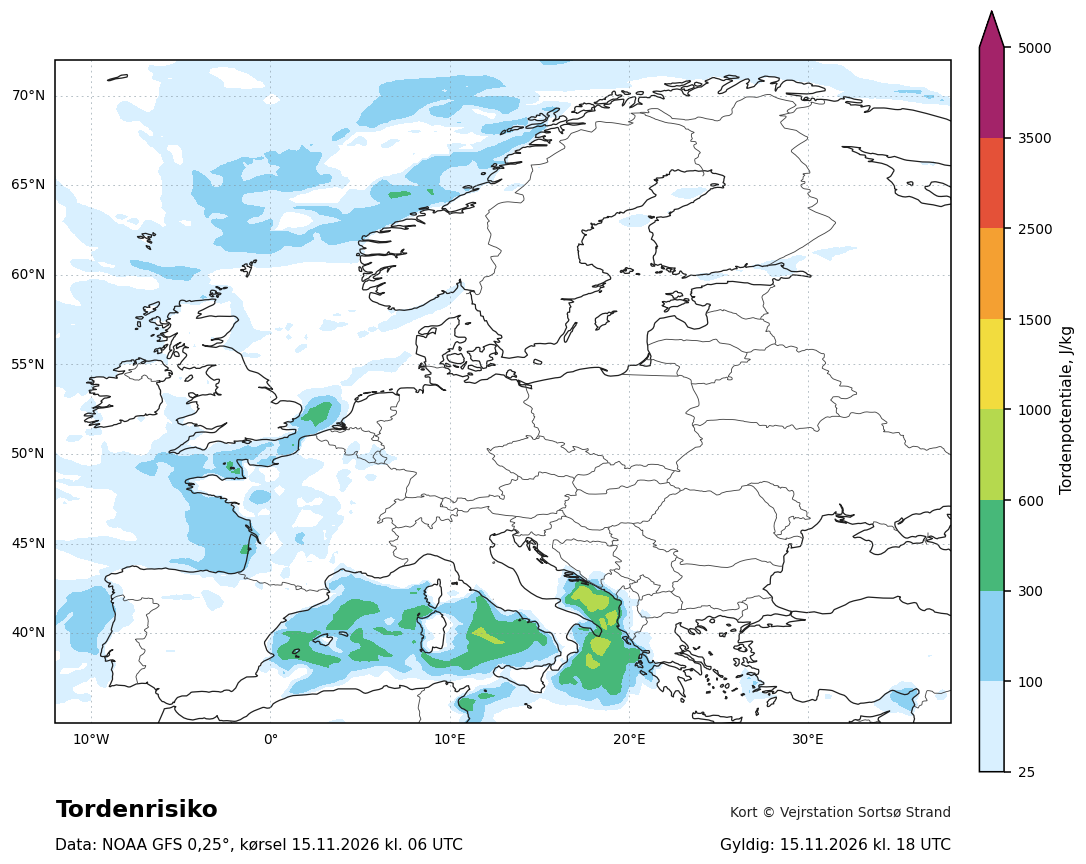 5000
3500
2500
1500
1000
600
300
100
25
Tordenpotentiale, J/kg
70°N
65°N
60°N
55°N
50°N
45°N
40°N
10°W
0°
10°E
20°E
30°E
Tordenrisiko
Kort © Vejrstation Sortsø Strand
Data: NOAA GFS 0,25°, kørsel 15.11.2026 kl. 06 UTC
Gyldig: 15.11.2026 kl. 18 UTC